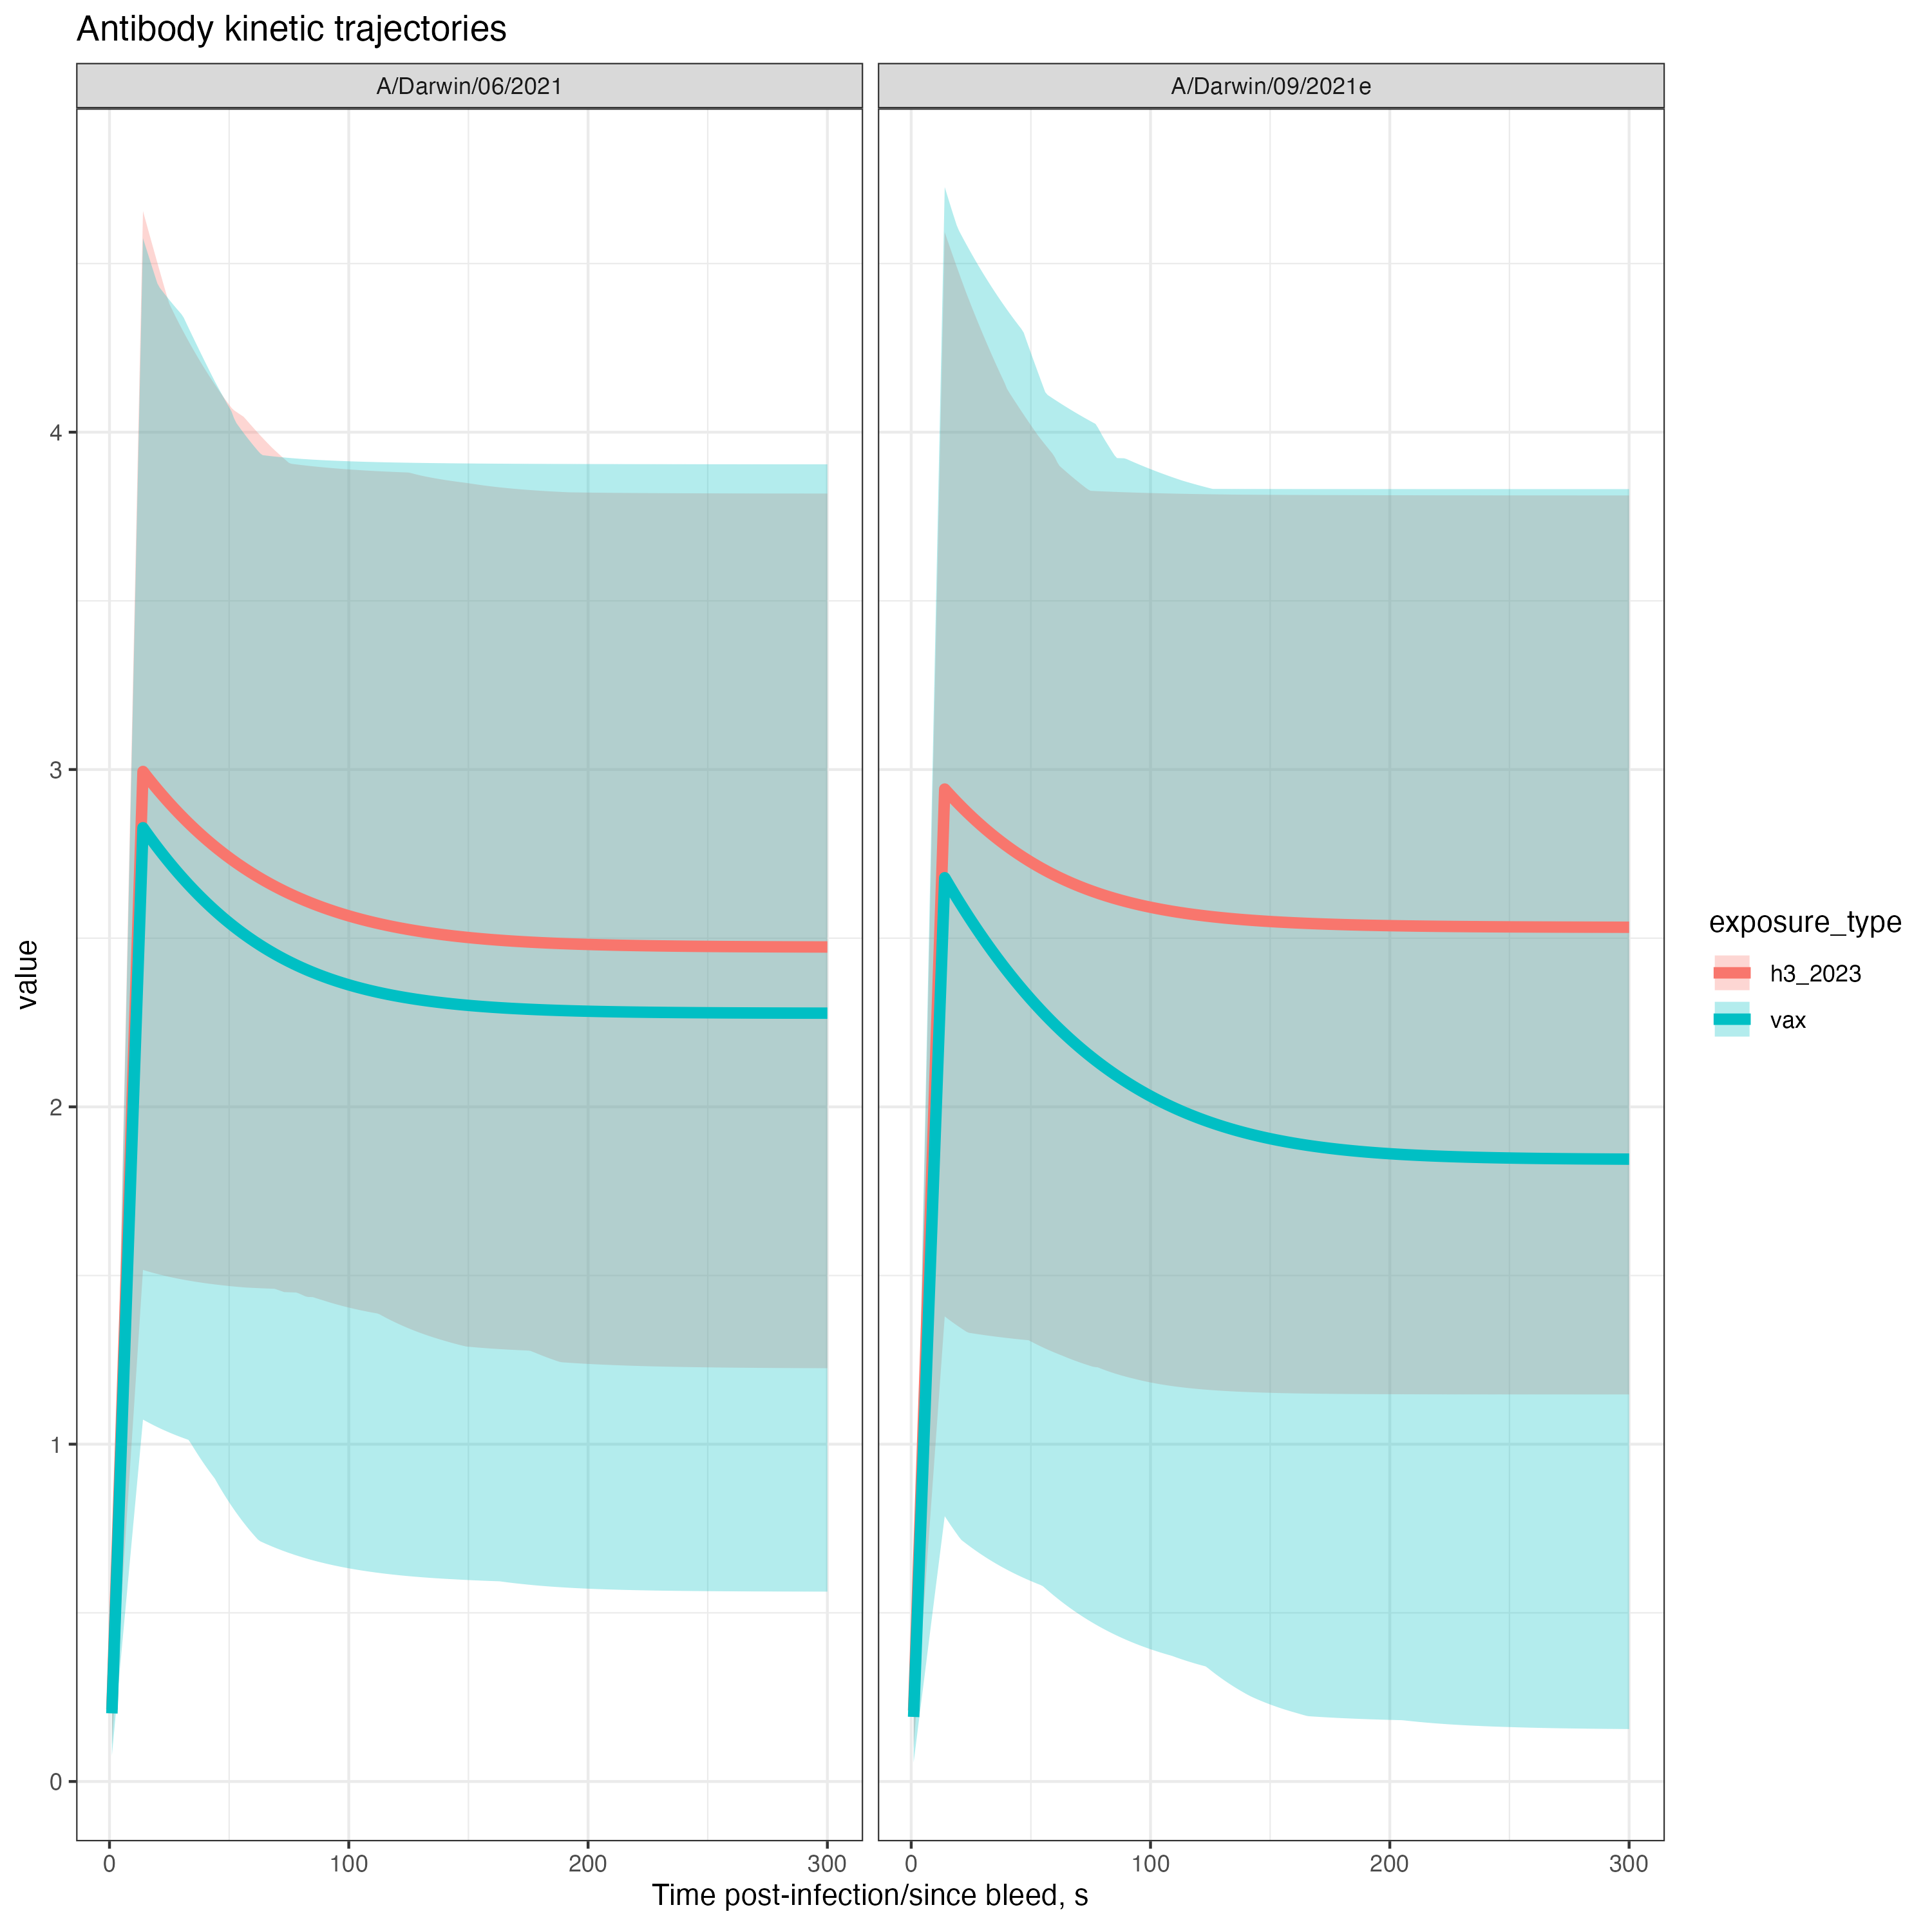 Antibody kinetic trajectories
A/Darwin/06/2021
A/Darwin/09/2021e
value
4
3
2
1
0
0 100 200 300
0 100 200 300
Time post-infection/since bleed, s
exposure_type
h3_2023
vax